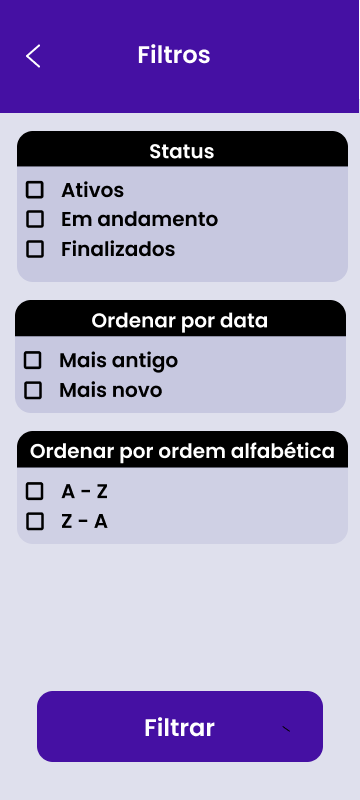 Filtros
Status
Ativos
Em andamento
Finalizados
Ordenar por data
Mais antigo
Mais novo
Ordenar por ordem alfabética
A - Z
Z - A
Filtrar